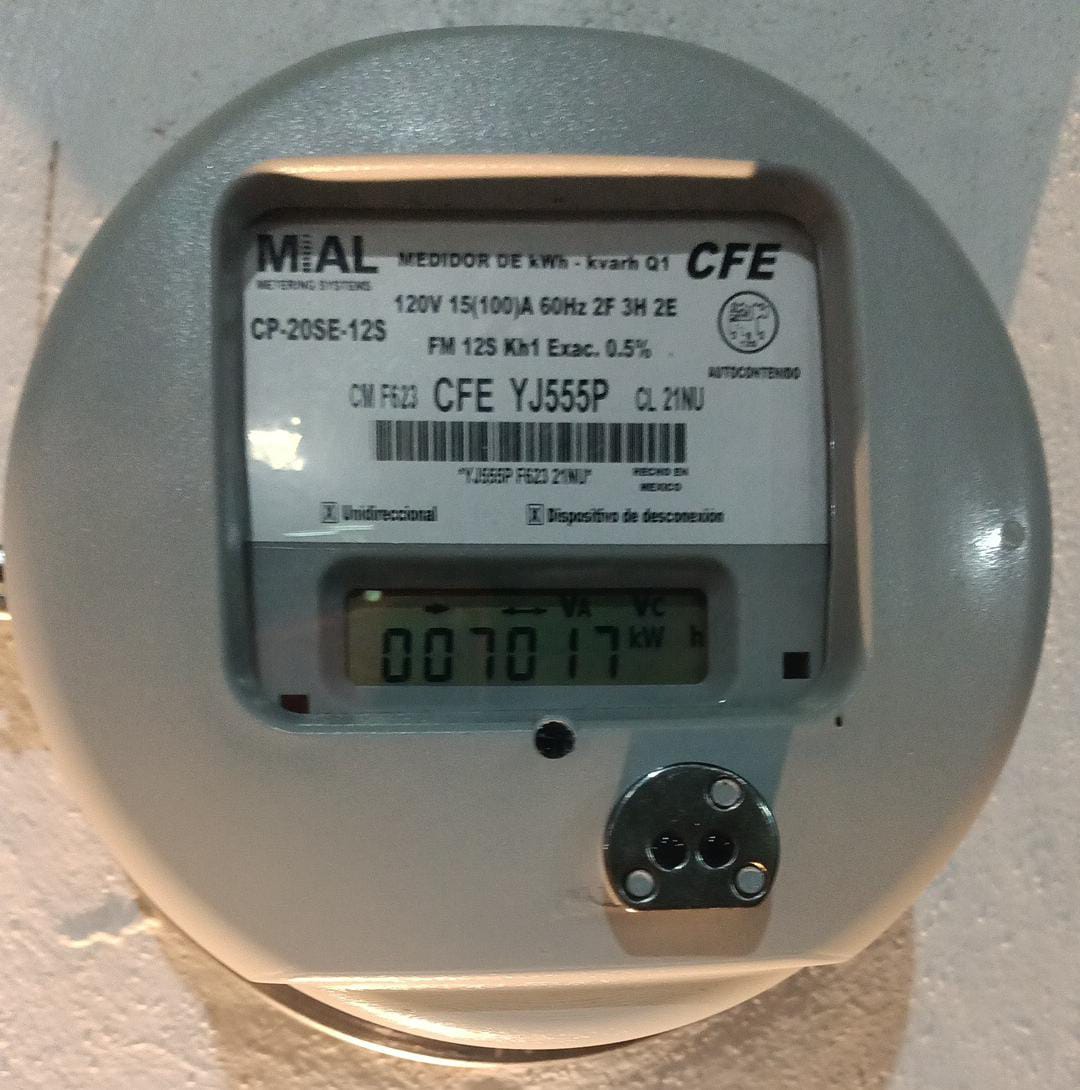 MIAL
METERING SYSTEMS
MEDIDOR DE kWh - kvarh Q1
CFE
120V 15(100)A 60Hz 2F 3H 2E
CP-20SE-12S
FM 12S Kh1 Exac. 0.5%
AUTOCONTENIDO
CM F623 CFE YJ555P CL 21NU
"YJ555P F623 21NU"
HECHO EN
MEXICO
X Unidireccional
X Dispositivo de desconexión
VA VC
007017 kW h